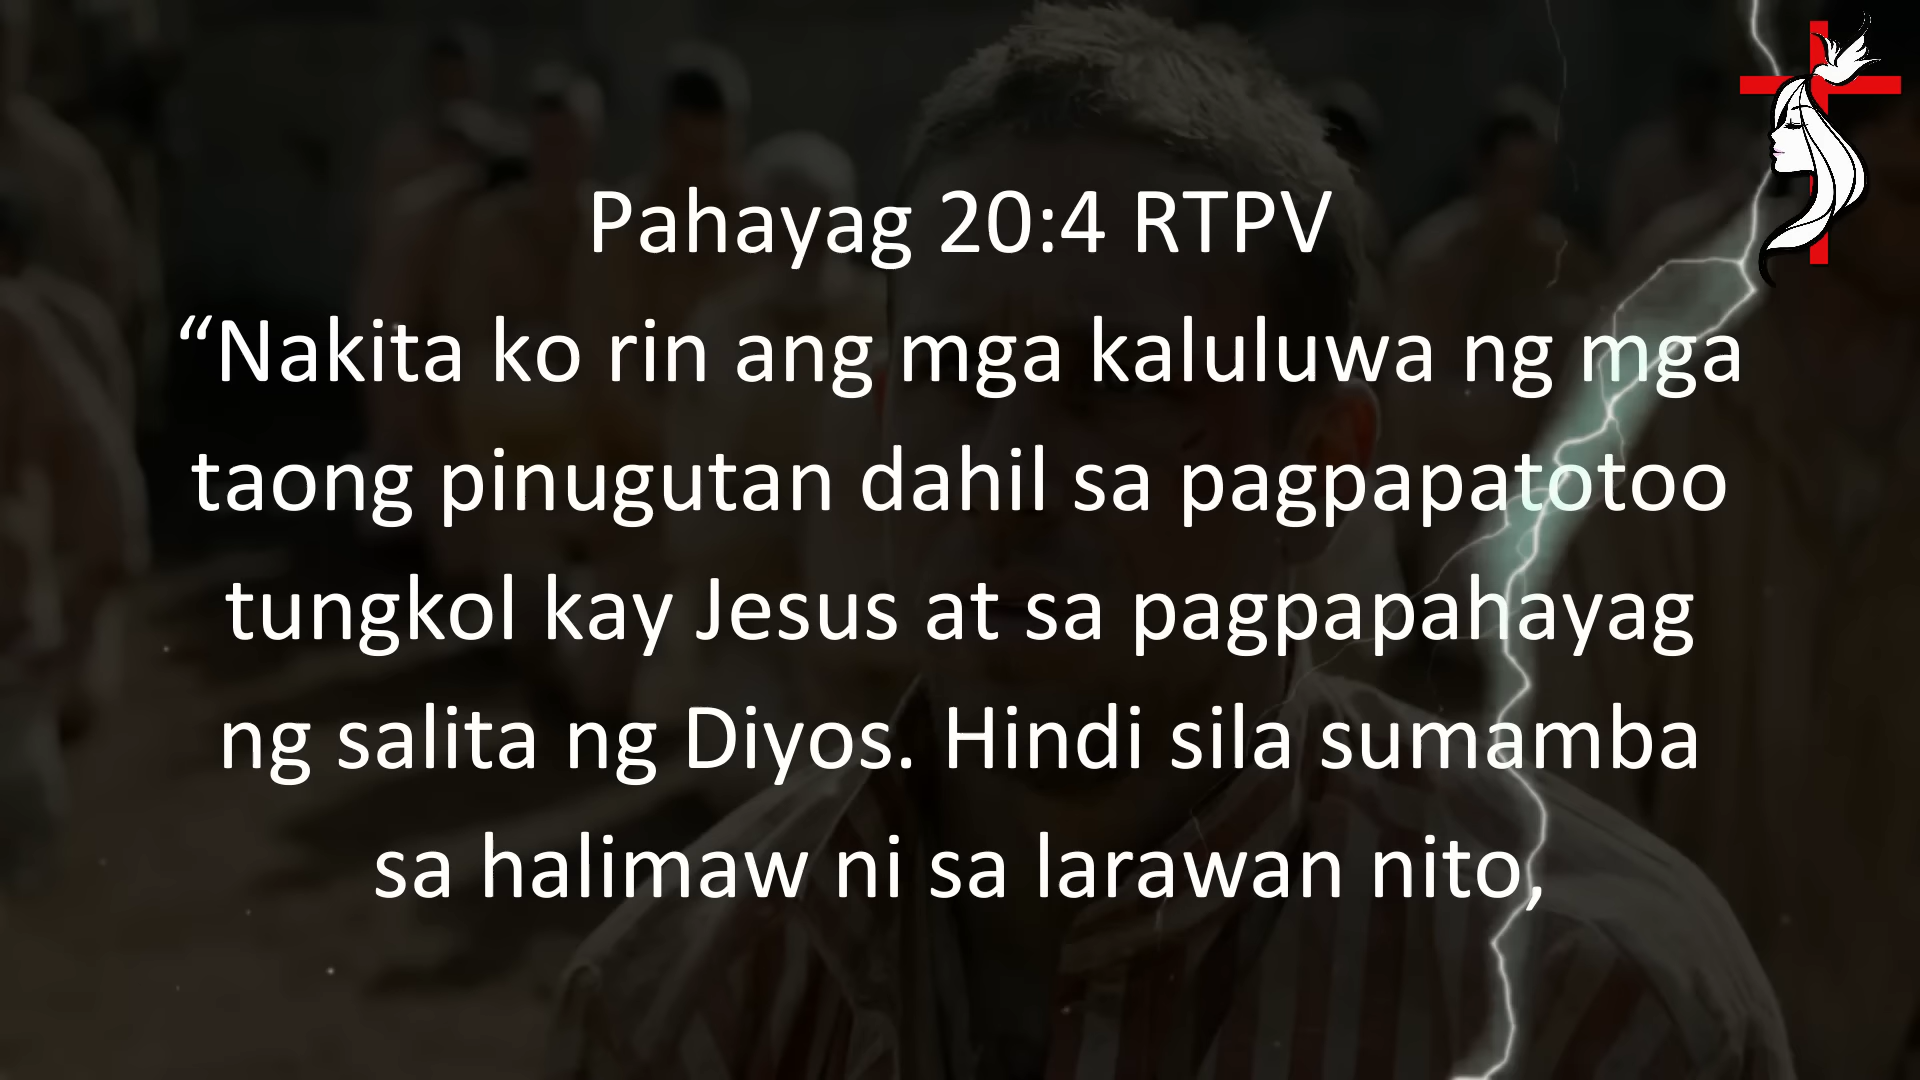 Pahayag 20:4 RTPV
“Nakita ko rin ang mga kaluluwa ng mga
taong pinugutan dahil sa pagpapatotoo
tungkol kay Jesus at sa pagpapahayag
ng salita ng Diyos. Hindi sila sumamba
sa halimaw ni sa larawan nito,